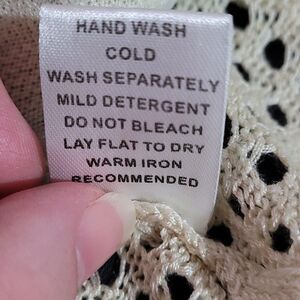 HAND WASH
COLD
WASH SEPARATELY
MILD DETERGENT
DO NOT BLEACH
LAY FLAT TO DRY
WARM IRON
RECOMMENDED